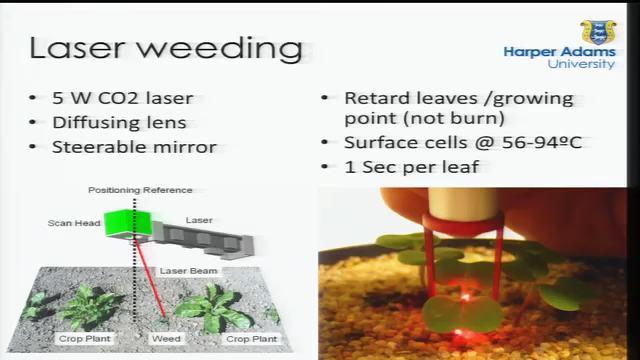 Laser weeding
Harper Adams
University
• 5 W CO2 laser
• Diffusing lens
• Steerable mirror
• Retard leaves /growing
point (not burn)
• Surface cells @ 56-94ºC
• 1 Sec per leaf
Positioning Reference
Scan Head
Laser
Laser Beam
Crop Plant
Weed
Crop Plant